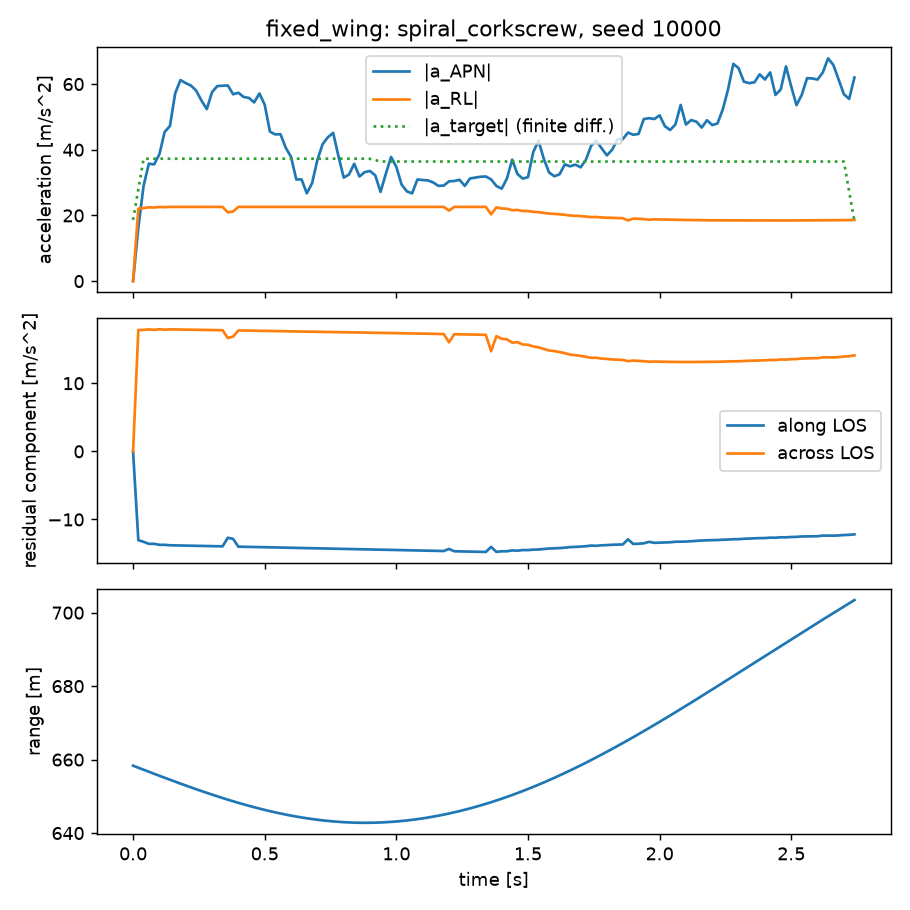 fixed_wing: spiral_corkscrew, seed 10000
acceleration [m/s^2]
60
40
20
0
|a_APN|
|a_RL|
|a_target| (finite diff.)
residual component [m/s^2]
10
0
−10
along LOS
across LOS
range [m]
700
680
660
640
0.0 0.5 1.0 1.5 2.0 2.5
time [s]